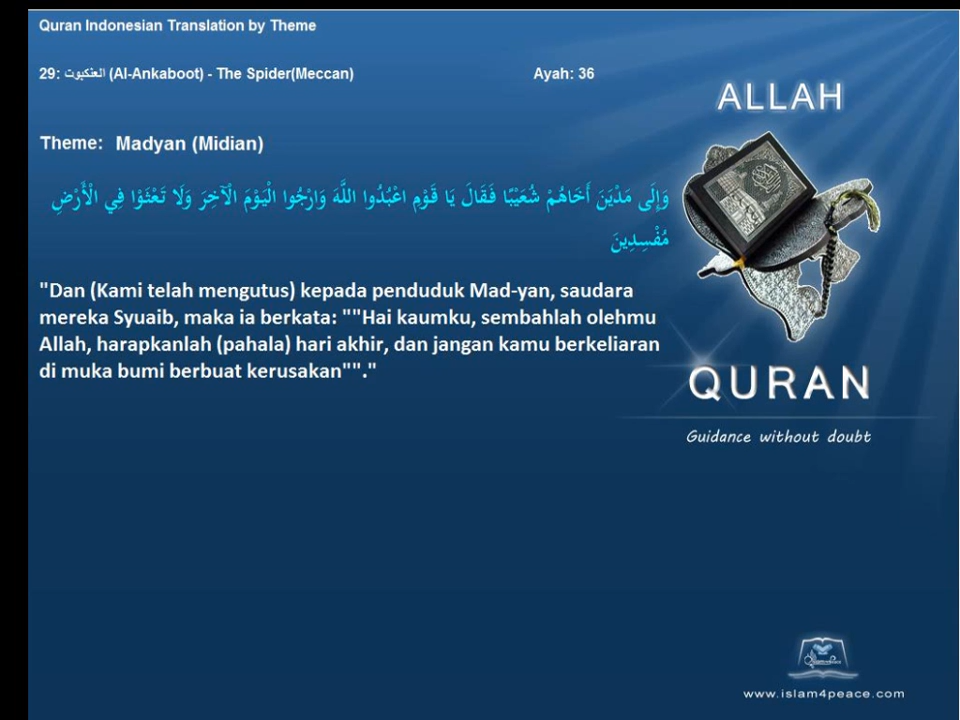 Quran Indonesian Translation by Theme
29: العنكبوت (Al-Ankaboot) - The Spider(Meccan) Ayah: 36
ALLAH
Theme: Madyan (Midian)
وَإِلَى مَدْيَنَ أَخَاهُمْ شُعَيْبًا فَقَالَ يَا قَوْمِ اعْبُدُوا اللَّهَ وَارْجُوا الْيَوْمَ الْآخِرَ وَلَا تَعْثَوْا فِي الْأَرْضِ
مُفْسِدِينَ
"Dan (Kami telah mengutus) kepada penduduk Mad-yan, saudara
mereka Syuaib, maka ia berkata: ""Hai kaumku, sembahlah olehmu
Allah, harapkanlah (pahala) hari akhir, dan jangan kamu berkeliaran
di muka bumi berbuat kerusakan""."
QURAN
Guidance without doubt
www.islam4peace.com